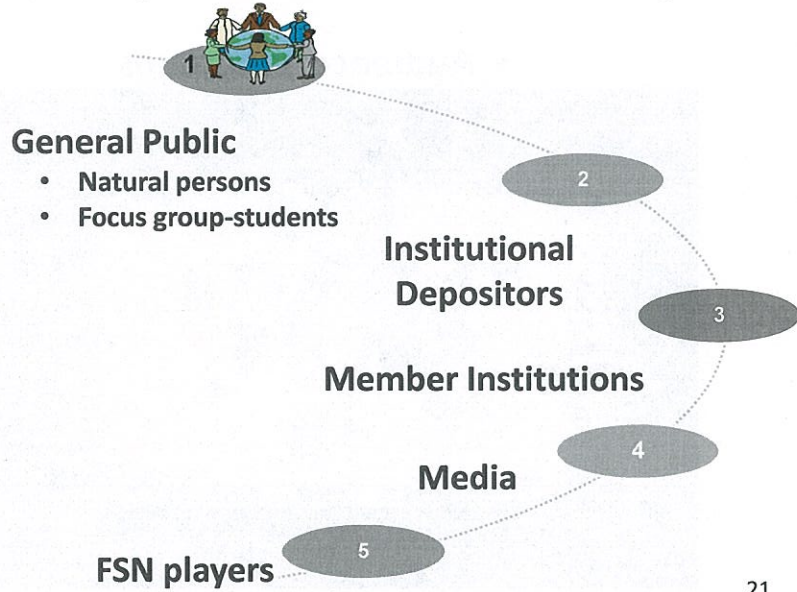 1
General Public
• Natural persons
• Focus group-students
2
Institutional
Depositors
3
Member Institutions
4
Media
5
FSN players
21